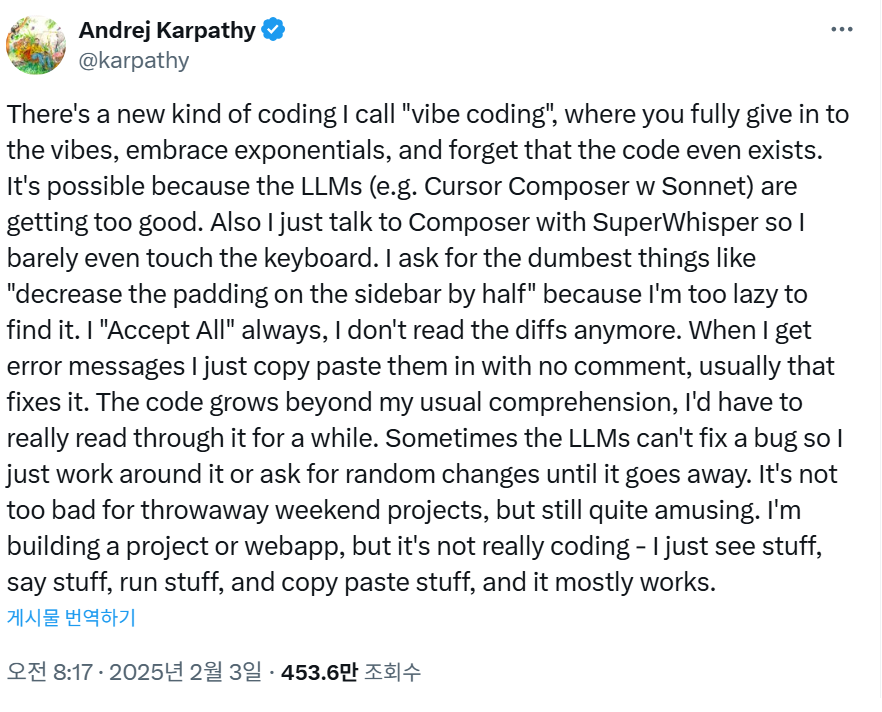 Andrej Karpathy
@karpathy
There's a new kind of coding I call "vibe coding", where you fully give in to
the vibes, embrace exponentials, and forget that the code even exists.
It's possible because the LLMs (e.g. Cursor Composer w Sonnet) are
getting too good. Also I just talk to Composer with SuperWhisper so I
barely even touch the keyboard. I ask for the dumbest things like
"decrease the padding on the sidebar by half" because I'm too lazy to
find it. I "Accept All" always, I don't read the diffs anymore. When I get
error messages I just copy paste them in with no comment, usually that
fixes it. The code grows beyond my usual comprehension, I'd have to
really read through it for a while. Sometimes the LLMs can't fix a bug so I
just work around it or ask for random changes until it goes away. It's not
too bad for throwaway weekend projects, but still quite amusing. I'm
building a project or webapp, but it's not really coding - I just see stuff,
say stuff, run stuff, and copy paste stuff, and it mostly works.
게시물 번역하기
오전 8:17 · 2025년 2월 3일 · 453.6만 조회수